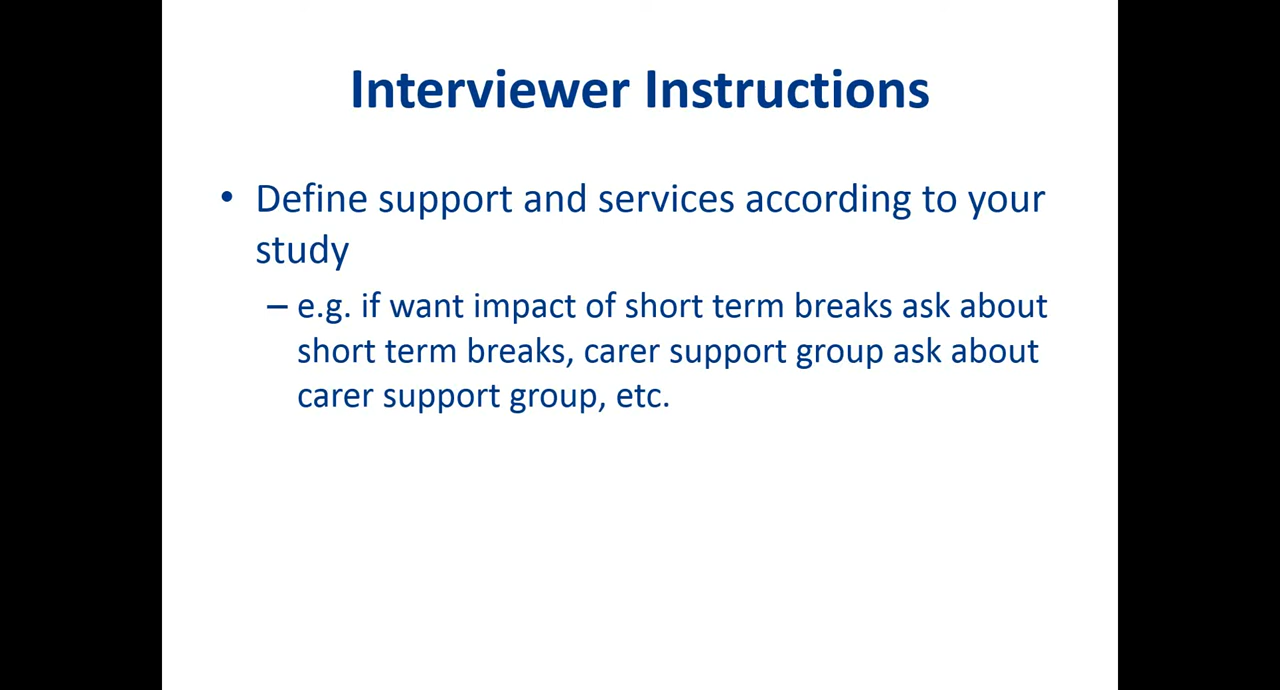 Interviewer Instructions
• Define support and services according to your
study
– e.g. if want impact of short term breaks ask about
short term breaks, carer support group ask about
carer support group, etc.